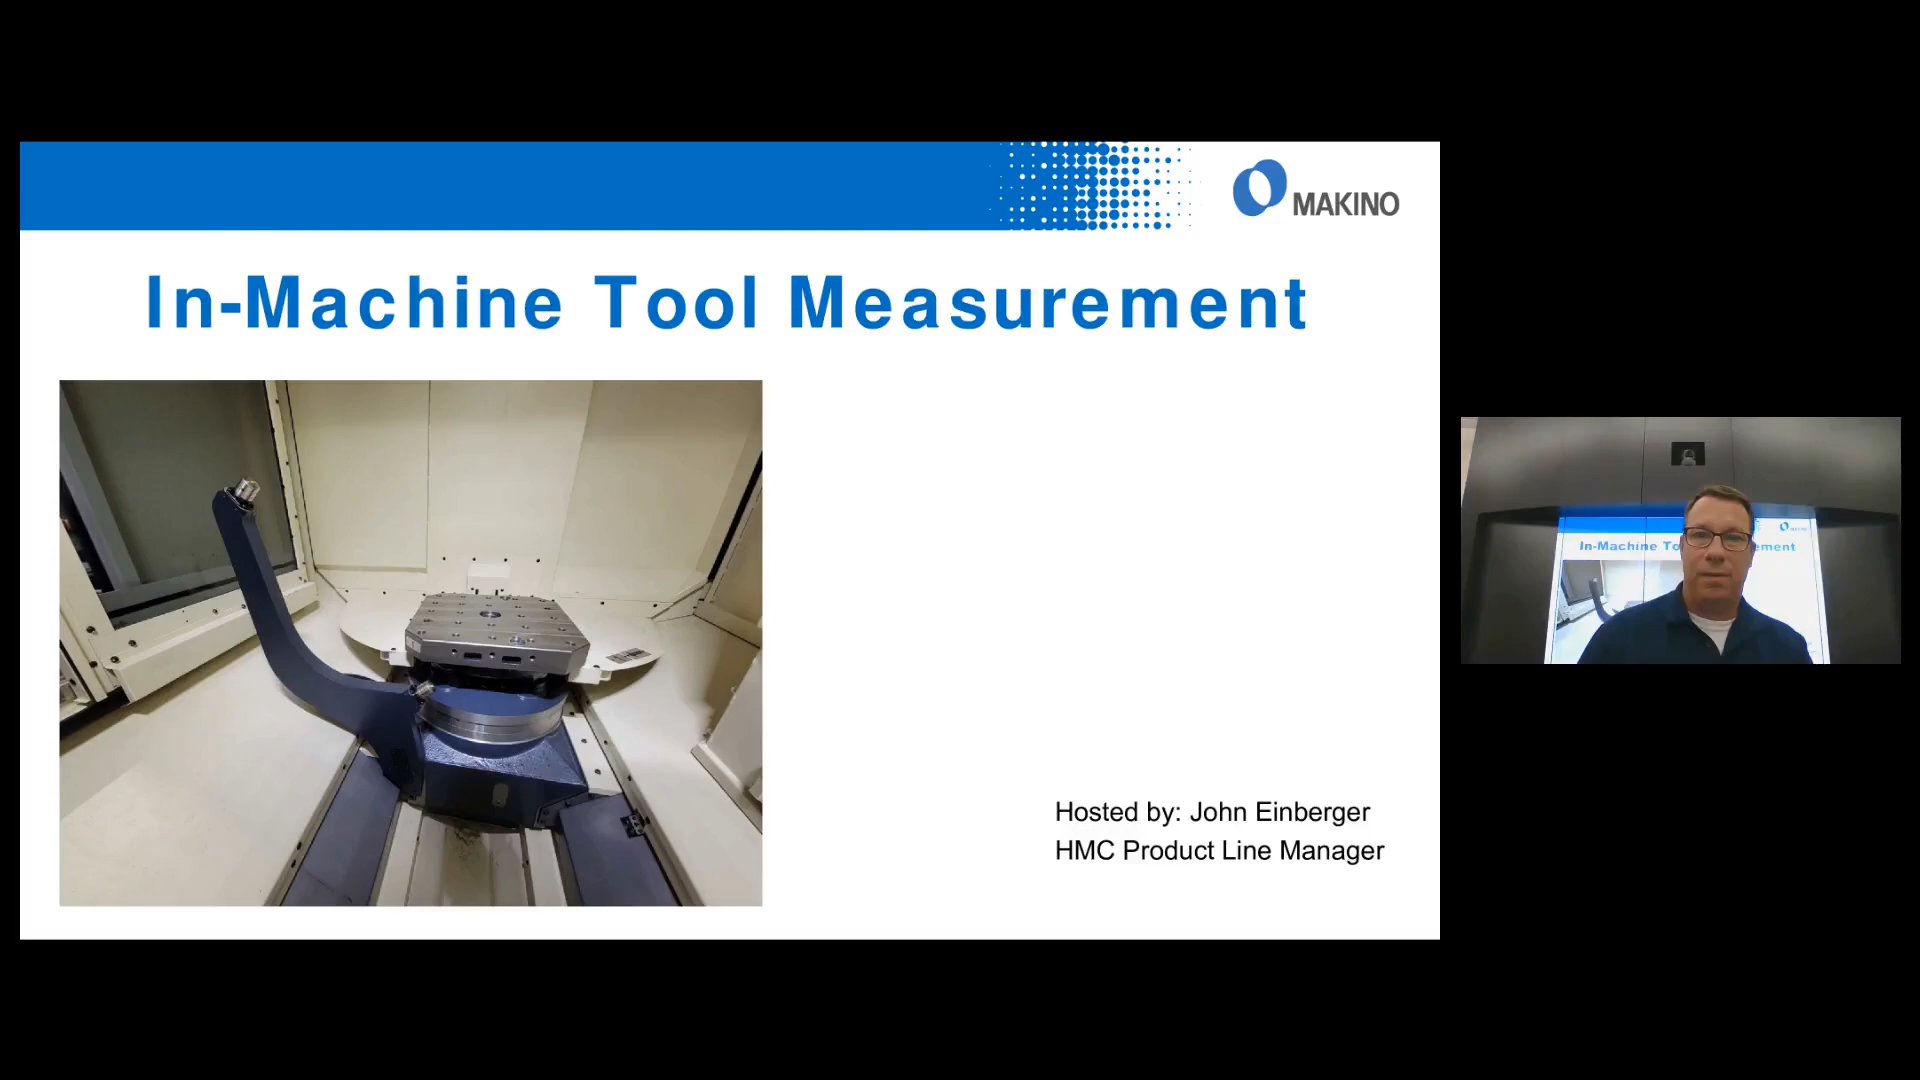 MAKINO
In-Machine Tool Measurement
Hosted by: John Einberger
HMC Product Line Manager
In-Machine To
ement